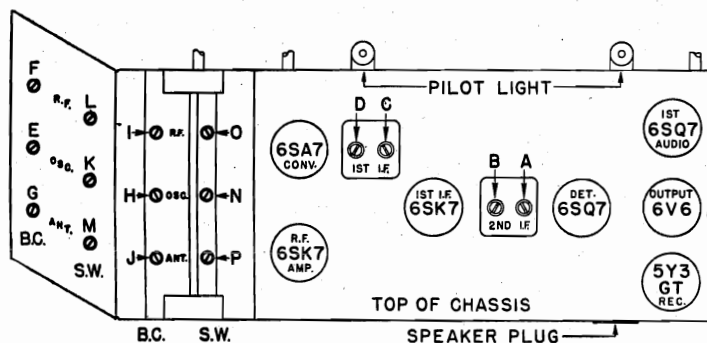 F
R.F.
L
E
OSC.
K
G
ANT.
M
B.C.
S.W.
I
R.F.
O
H
OSC.
N
J
ANT.
P
B.C.
S.W.
PILOT LIGHT
D C
1ST I.F.
6SA7
CONV.
R.F.
6SK7
AMP.
1ST I.F.
6SK7
B A
2ND I.F.
DET.
6SQ7
1ST
6SQ7
AUDIO
OUTPUT
6V6
5Y3
GT
REC.
TOP OF CHASSIS
SPEAKER PLUG